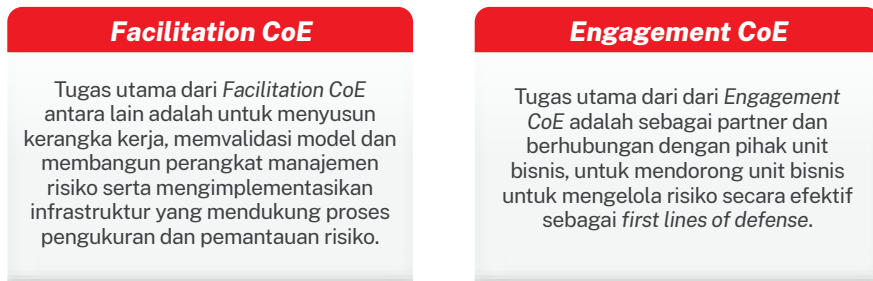 Facilitation CoE
Tugas utama dari Facilitation CoE
antara lain adalah untuk menyusun
kerangka kerja, memvalidasi model dan
membangun perangkat manajemen
risiko serta mengimplementasikan
infrastruktur yang mendukung proses
pengukuran dan pemantauan risiko.
Engagement CoE
Tugas utama dari dari Engagement
CoE adalah sebagai partner dan
berhubungan dengan pihak unit
bisnis, untuk mendorong unit bisnis
untuk mengelola risiko secara efektif
sebagai first lines of defense.